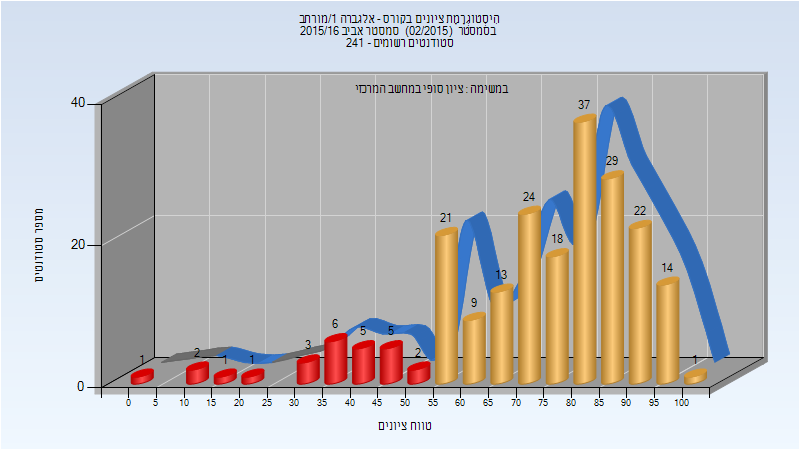 היסטוגרמת ציונים בקורס - אלגברה 1/מורחב
בסמסטר (02/2015) סמסטר אביב 2015/16
סטודנטים רשומים - 241
במשימה : ציון סופי במחשב המרכזי
מספר סטודנטים
40
20
0
1 2 1 1 3 6 5 5 2 21 9 13 24 18 37 29 22 14 1
0 5 10 15 20 25 30 35 40 45 50 55 60 65 70 75 80 85 90 95 100
טווח ציונים